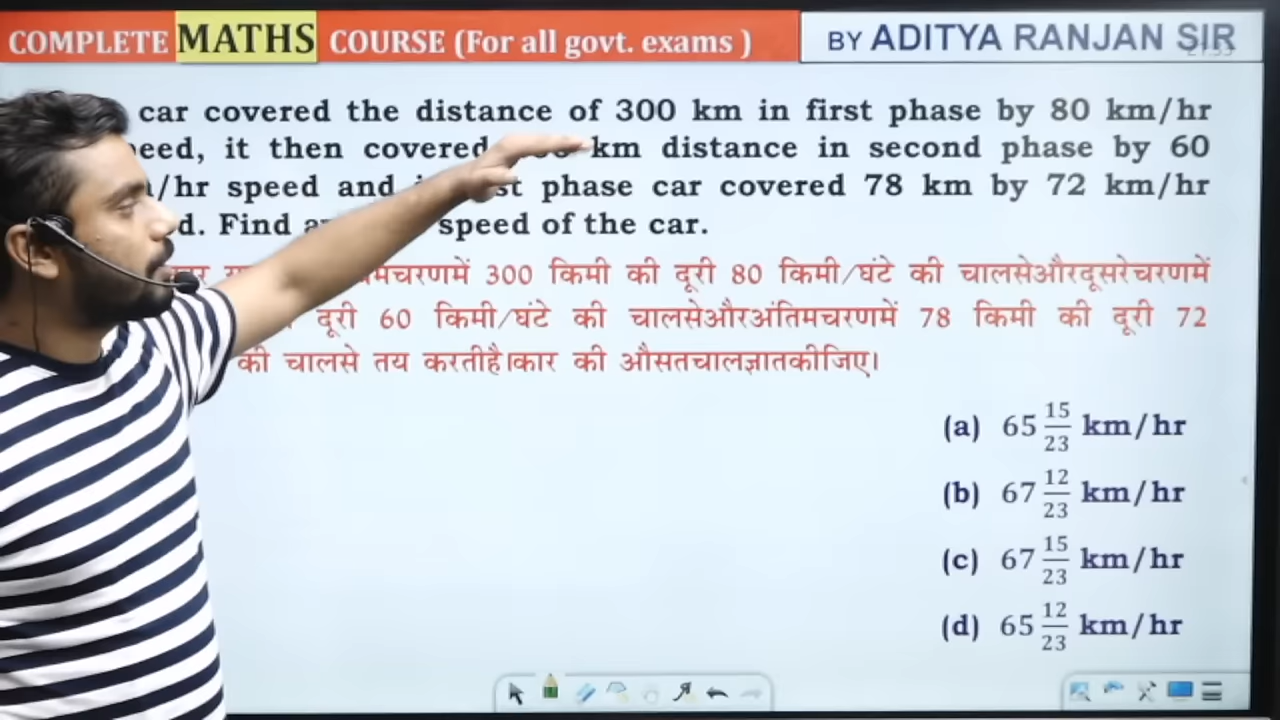 COMPLETE MATHS COURSE (For all govt. exams ) BY ADITYA RANJAN SIR
car covered the distance of 300 km in first phase by 80 km/hr
eed, it then covered km distance in second phase by 60
/hr speed and st phase car covered 78 km by 72 km/hr
d. Find speed of the car.
मचरणमें 300 किमी की दूरी 80 किमी/घंटे की चालसेऔरदूसरेचरणमें
दूरी 60 किमी/घंटे की चालसेऔरअंतिमचरणमें 78 किमी की दूरी 72
की चालसे तय करतीहै।कार की औसतचालज्ञातकीजिए।
(a) 65 15/23 km/hr
(b) 67 12/23 km/hr
(c) 67 15/23 km/hr
(d) 65 12/23 km/hr